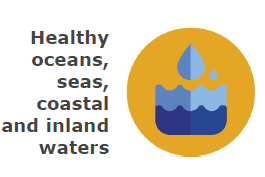 Healthy
oceans,
seas,
coastal
and inland
waters